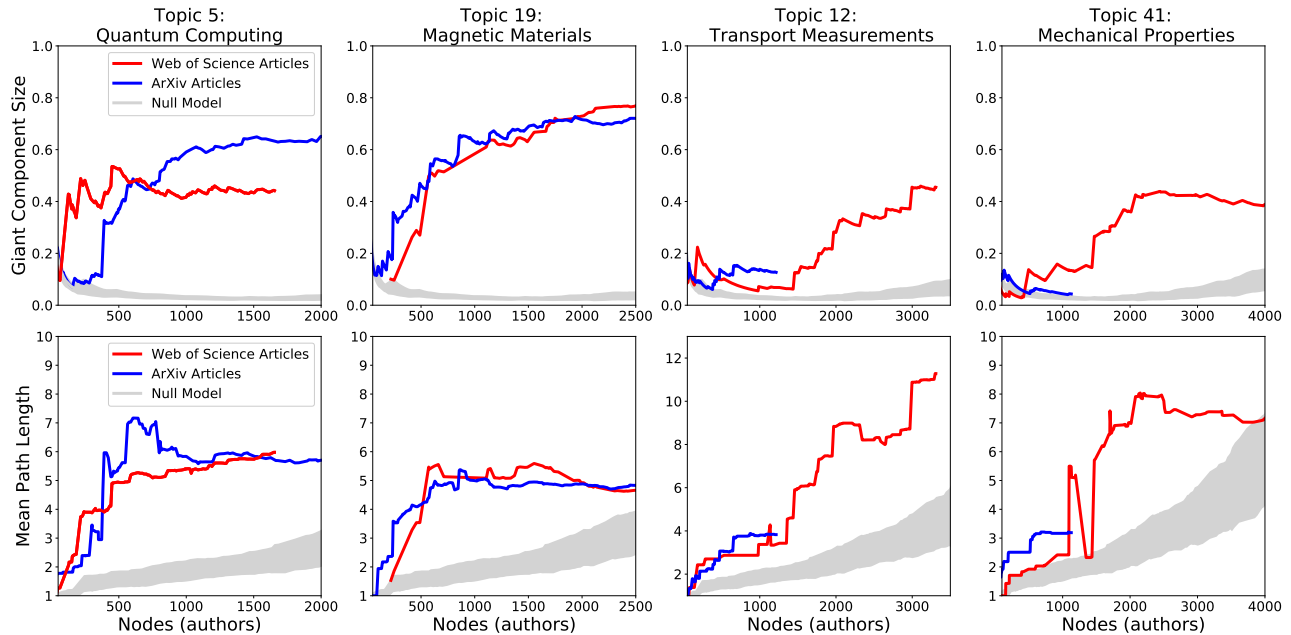 Topic 5:
Quantum Computing
Topic 19:
Magnetic Materials
Topic 12:
Transport Measurements
Topic 41:
Mechanical Properties
Giant Component Size
1.0
0.8
0.6
0.4
0.2
0.0
Web of Science Articles
ArXiv Articles
Null Model
500 1000 1500 2000
1.0
0.8
0.6
0.4
0.2
0.0
500 1000 1500 2000 2500
1.0
0.8
0.6
0.4
0.2
0.0
1000 2000 3000
1.0
0.8
0.6
0.4
0.2
0.0
1000 2000 3000 4000
Mean Path Length
10
9
8
7
6
5
4
3
2
1
Web of Science Articles
ArXiv Articles
Null Model
500 1000 1500 2000
Nodes (authors)
10
9
8
7
6
5
4
3
2
1
500 1000 1500 2000 2500
Nodes (authors)
12
10
8
6
4
2
1000 2000 3000
Nodes (authors)
10
9
8
7
6
5
4
3
2
1
1000 2000 3000 4000
Nodes (authors)